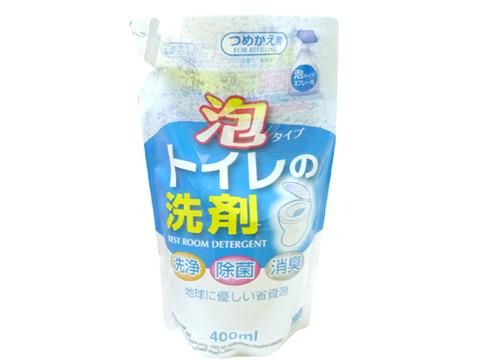 つめかえ用
FOR REFILLING
泡タイプ
スプレー用
泡タイプ
トイレの
洗剤
REST ROOM DETERGENT
洗浄 除菌 消臭
地球に優しい省資源
400ml